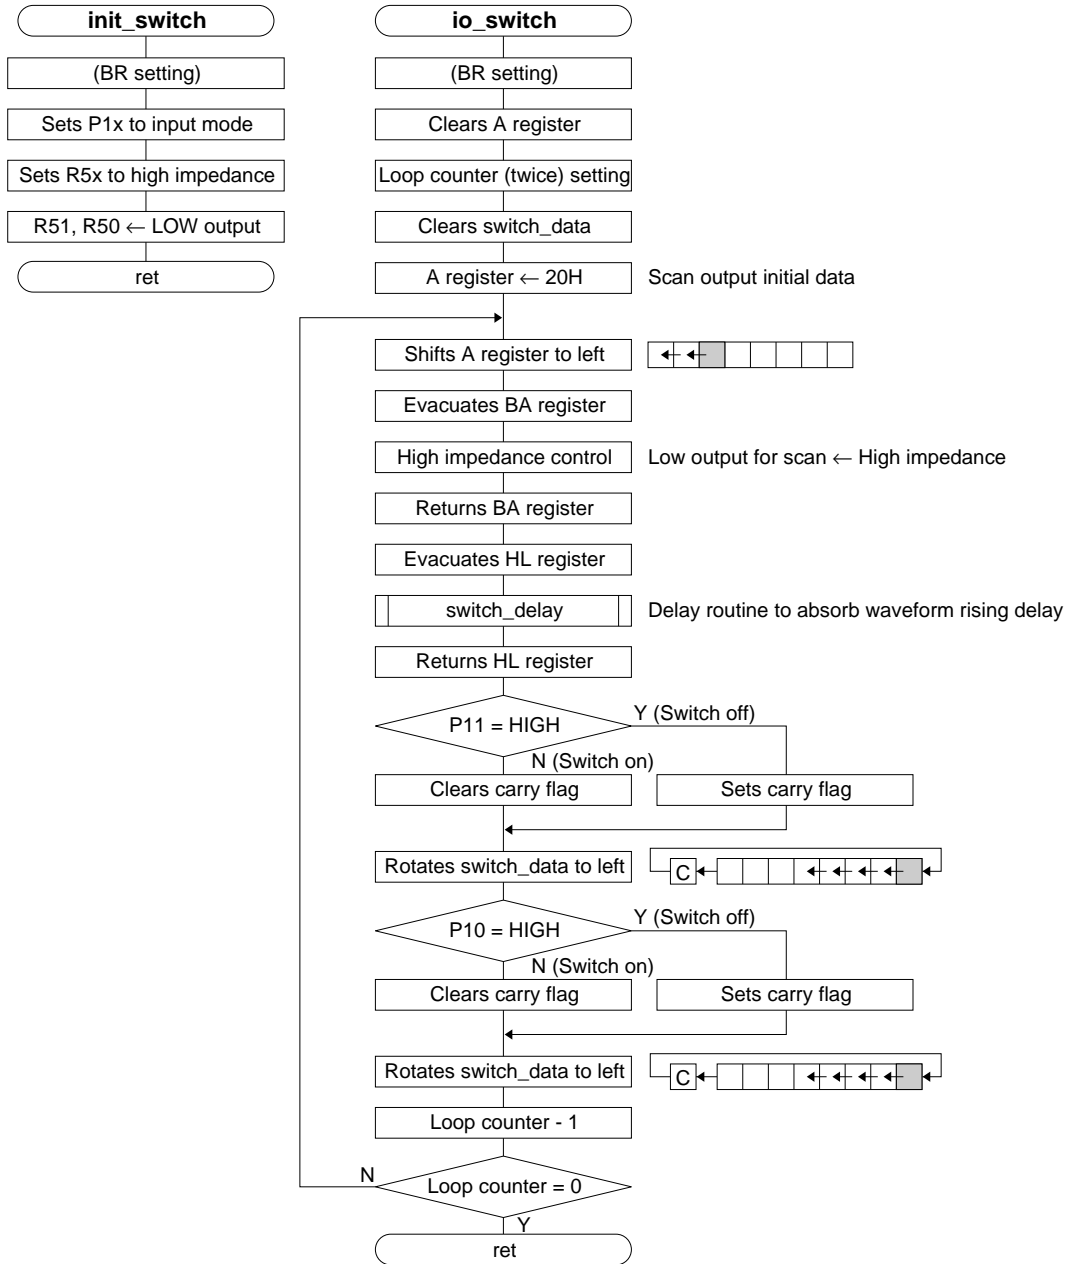 init_switch
(BR setting)
Sets P1x to input mode
Sets R5x to high impedance
R51, R50 ← LOW output
ret
io_switch
(BR setting)
Clears A register
Loop counter (twice) setting
Clears switch_data
A register ← 20H
Scan output initial data
Shifts A register to left
Evacuates BA register
High impedance control
Low output for scan ← High impedance
Returns BA register
Evacuates HL register
switch_delay
Delay routine to absorb waveform rising delay
Returns HL register
P11 = HIGH
Y (Switch off)
N (Switch on)
Clears carry flag
Sets carry flag
Rotates switch_data to left
C
P10 = HIGH
Y (Switch off)
N (Switch on)
Clears carry flag
Sets carry flag
Rotates switch_data to left
C
Loop counter - 1
N
Loop counter = 0
Y
ret